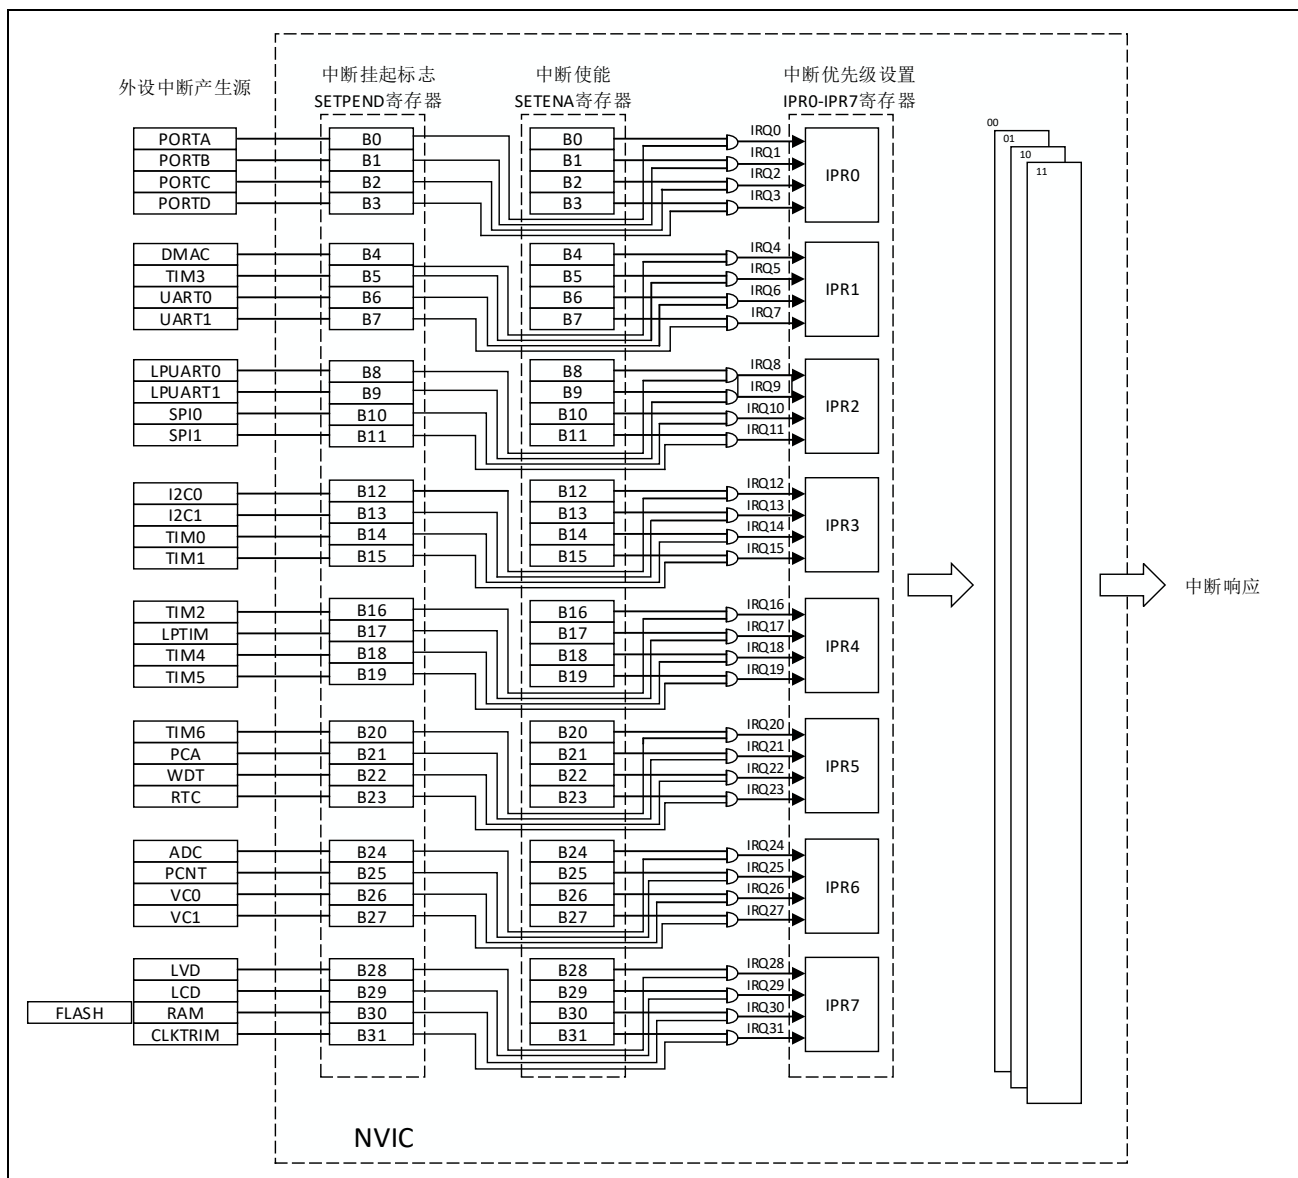 外设中断产生源
中断挂起标志
SETPEND寄存器
中断使能
SETENA寄存器
中断优先级设置
IPR0-IPR7寄存器
PORTA B0 B0 IRQ0
PORTB B1 B1 IRQ1
PORTC B2 B2 IRQ2
PORTD B3 B3 IRQ3
IPR0
DMAC B4 B4 IRQ4
TIM3 B5 B5 IRQ5
UART0 B6 B6 IRQ6
UART1 B7 B7 IRQ7
IPR1
LPUART0 B8 B8 IRQ8
LPUART1 B9 B9 IRQ9
SPI0 B10 B10 IRQ10
SPI1 B11 B11 IRQ11
IPR2
I2C0 B12 B12 IRQ12
I2C1 B13 B13 IRQ13
TIM0 B14 B14 IRQ14
TIM1 B15 B15 IRQ15
IPR3
TIM2 B16 B16 IRQ16
LPTIM B17 B17 IRQ17
TIM4 B18 B18 IRQ18
TIM5 B19 B19 IRQ19
IPR4
TIM6 B20 B20 IRQ20
PCA B21 B21 IRQ21
WDT B22 B22 IRQ22
RTC B23 B23 IRQ23
IPR5
ADC B24 B24 IRQ24
PCNT B25 B25 IRQ25
VC0 B26 B26 IRQ26
VC1 B27 B27 IRQ27
IPR6
LVD B28 B28 IRQ28
LCD B29 B29 IRQ29
FLASH RAM B30 B30 IRQ30
CLKTRIM B31 B31 IRQ31
IPR7
00
01
10
11
中断响应
NVIC